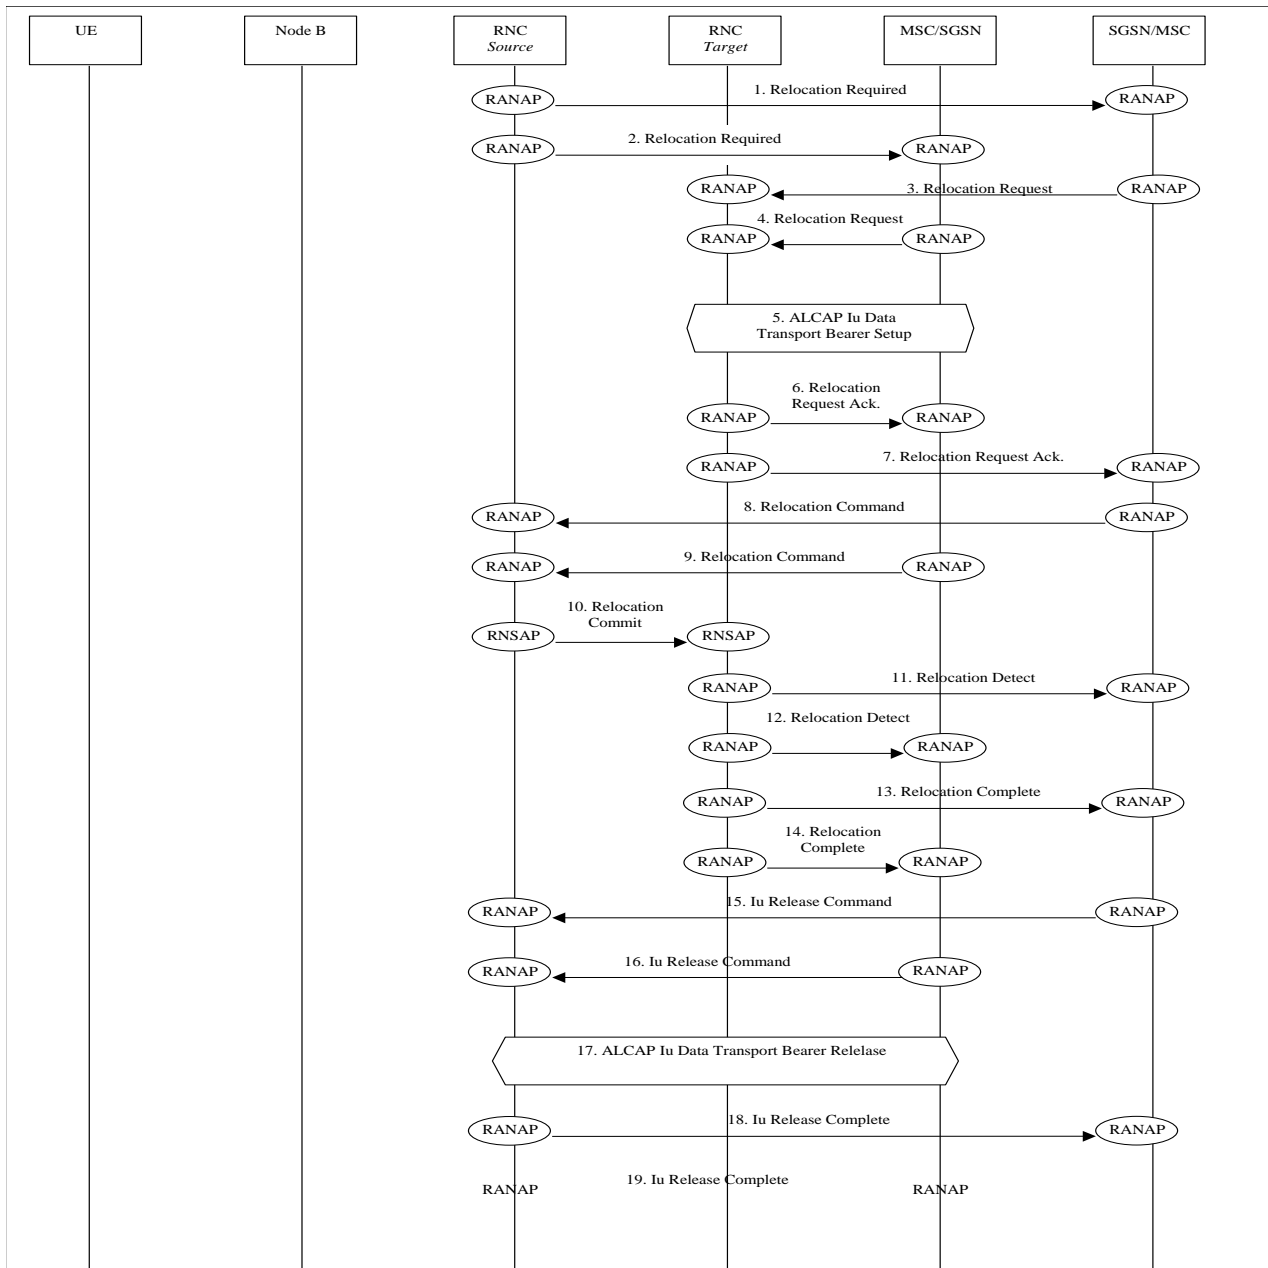 UE
Node B
RNC
Source
RNC
Target
MSC/SGSN
SGSN/MSC
RANAP
1. Relocation Required
RANAP
RANAP
2. Relocation Required
RANAP
RANAP
3. Relocation Request
RANAP
RANAP
4. Relocation Request
RANAP
5. ALCAP Iu Data
Transport Bearer Setup
6. Relocation
Request Ack.
RANAP
RANAP
RANAP
7. Relocation Request Ack.
RANAP
RANAP
8. Relocation Command
RANAP
RANAP
9. Relocation Command
RANAP
10. Relocation
Commit
RNSAP
RNSAP
RANAP
11. Relocation Detect
RANAP
12. Relocation Detect
RANAP
RANAP
RANAP
13. Relocation Complete
RANAP
14. Relocation
Complete
RANAP
RANAP
RANAP
15. Iu Release Command
RANAP
RANAP
16. Iu Release Command
RANAP
17. ALCAP Iu Data Transport Bearer Relelase
RANAP
18. Iu Release Complete
RANAP
RANAP
19. Iu Release Complete
RANAP